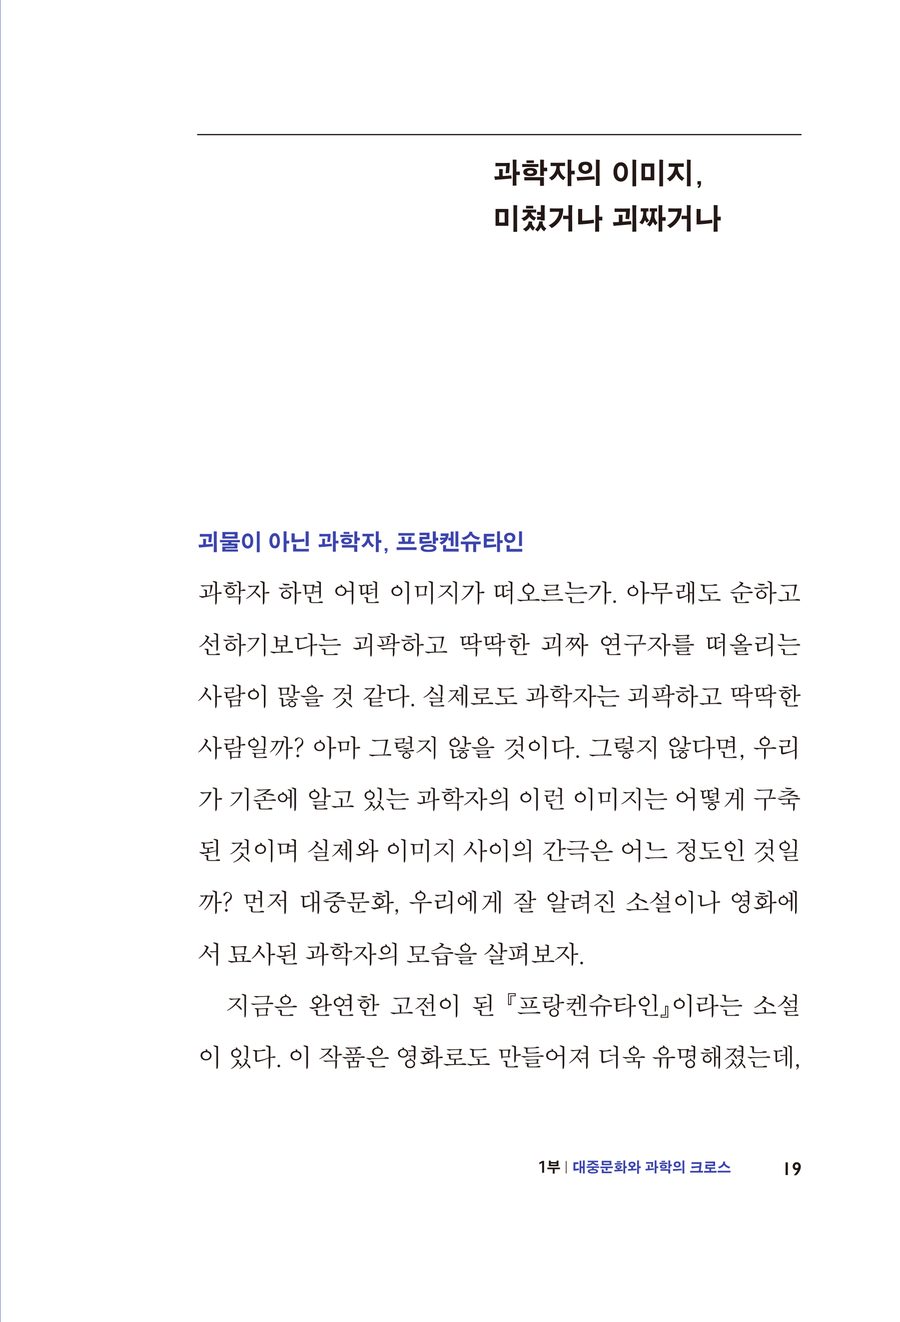 과학자의 이미지,
미쳤거나 괴짜거나
괴물이 아닌 과학자, 프랑켄슈타인
과학자 하면 어떤 이미지가 떠오르는가. 아무래도 순하고
선하기보다는 괴팍하고 딱딱한 괴짜 연구자를 떠올리는
사람이 많을 것 같다. 실제로도 과학자는 괴팍하고 딱딱한
사람일까? 아마 그렇지 않을 것이다. 그렇지 않다면, 우리
가 기존에 알고 있는 과학자의 이런 이미지는 어떻게 구축
된 것이며 실제와 이미지 사이의 간극은 어느 정도인 것일
까? 먼저 대중문화, 우리에게 잘 알려진 소설이나 영화에
서 묘사된 과학자의 모습을 살펴보자.
지금은 완연한 고전이 된 『프랑켄슈타인』이라는 소설
이 있다. 이 작품은 영화로도 만들어져 더욱 유명해졌는데,
1부 | 대중문화와 과학의 크로스 19